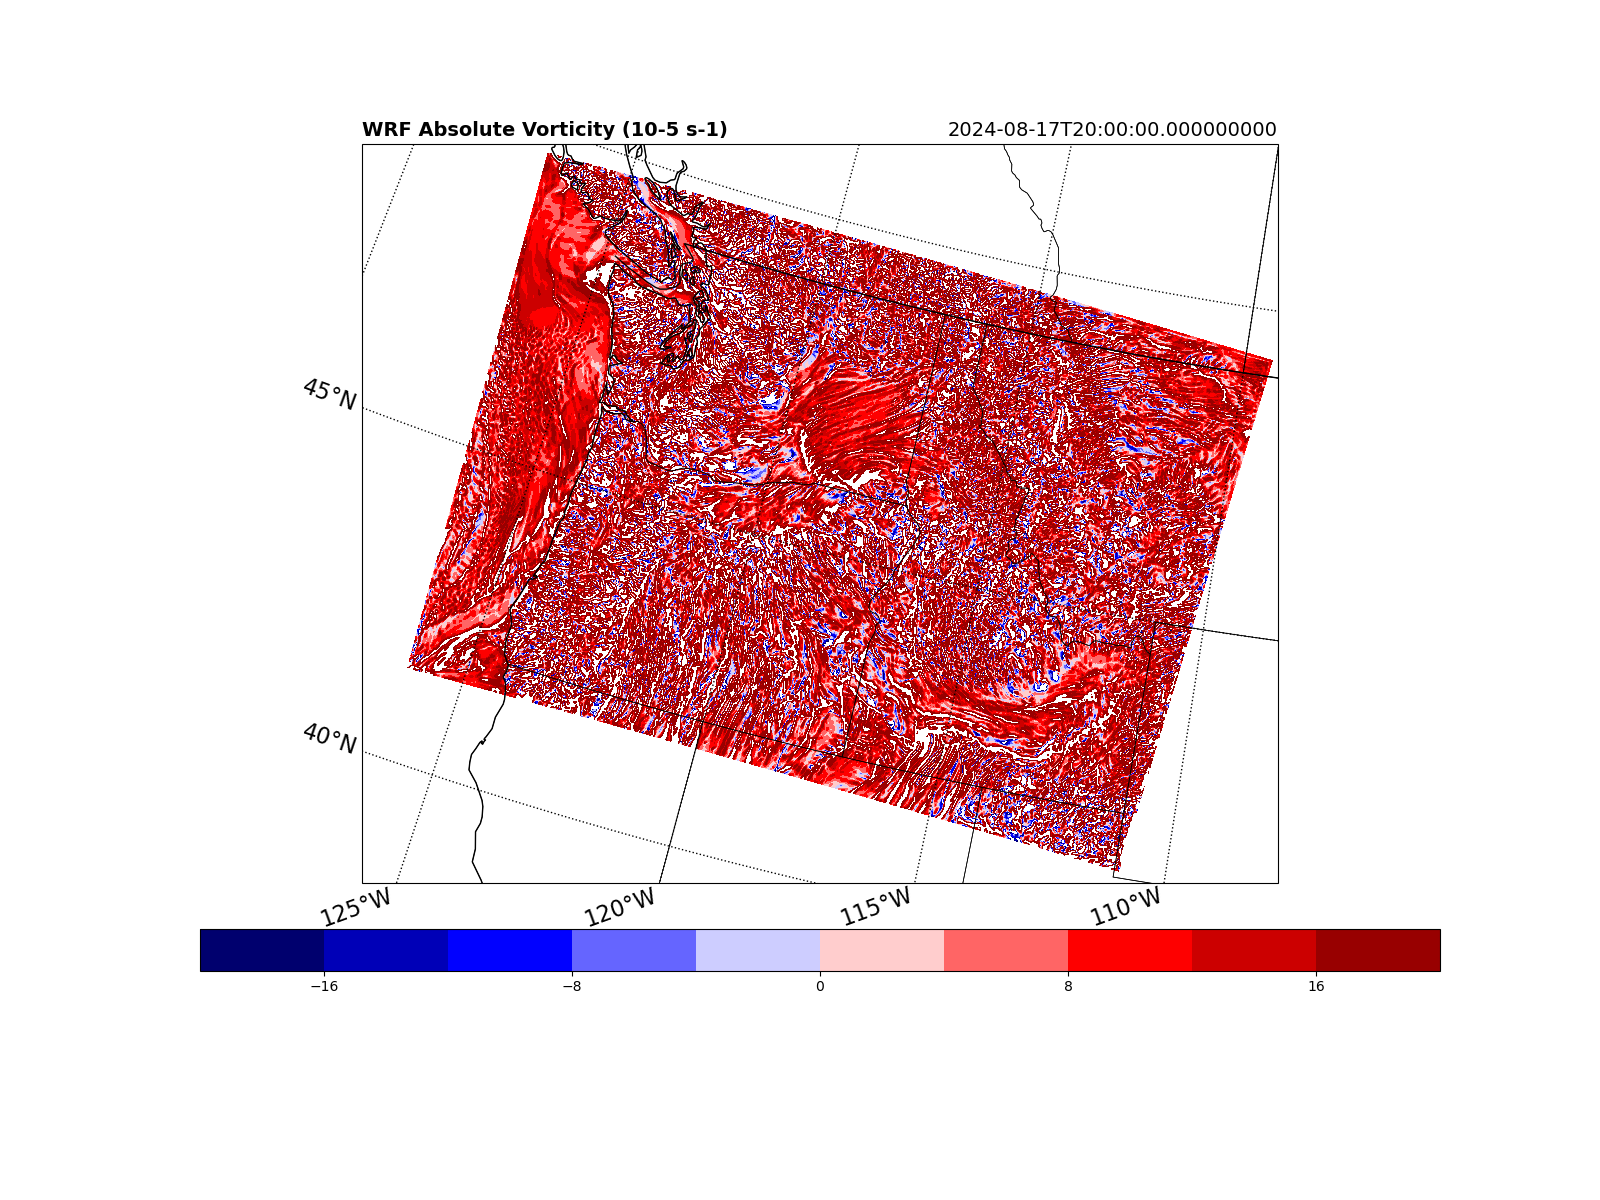 WRF Absolute Vorticity (10-5 s-1)
2024-08-17T20:00:00.000000000
45°N
40°N
125°W
120°W
115°W
110°W
−16
−8
0
8
16